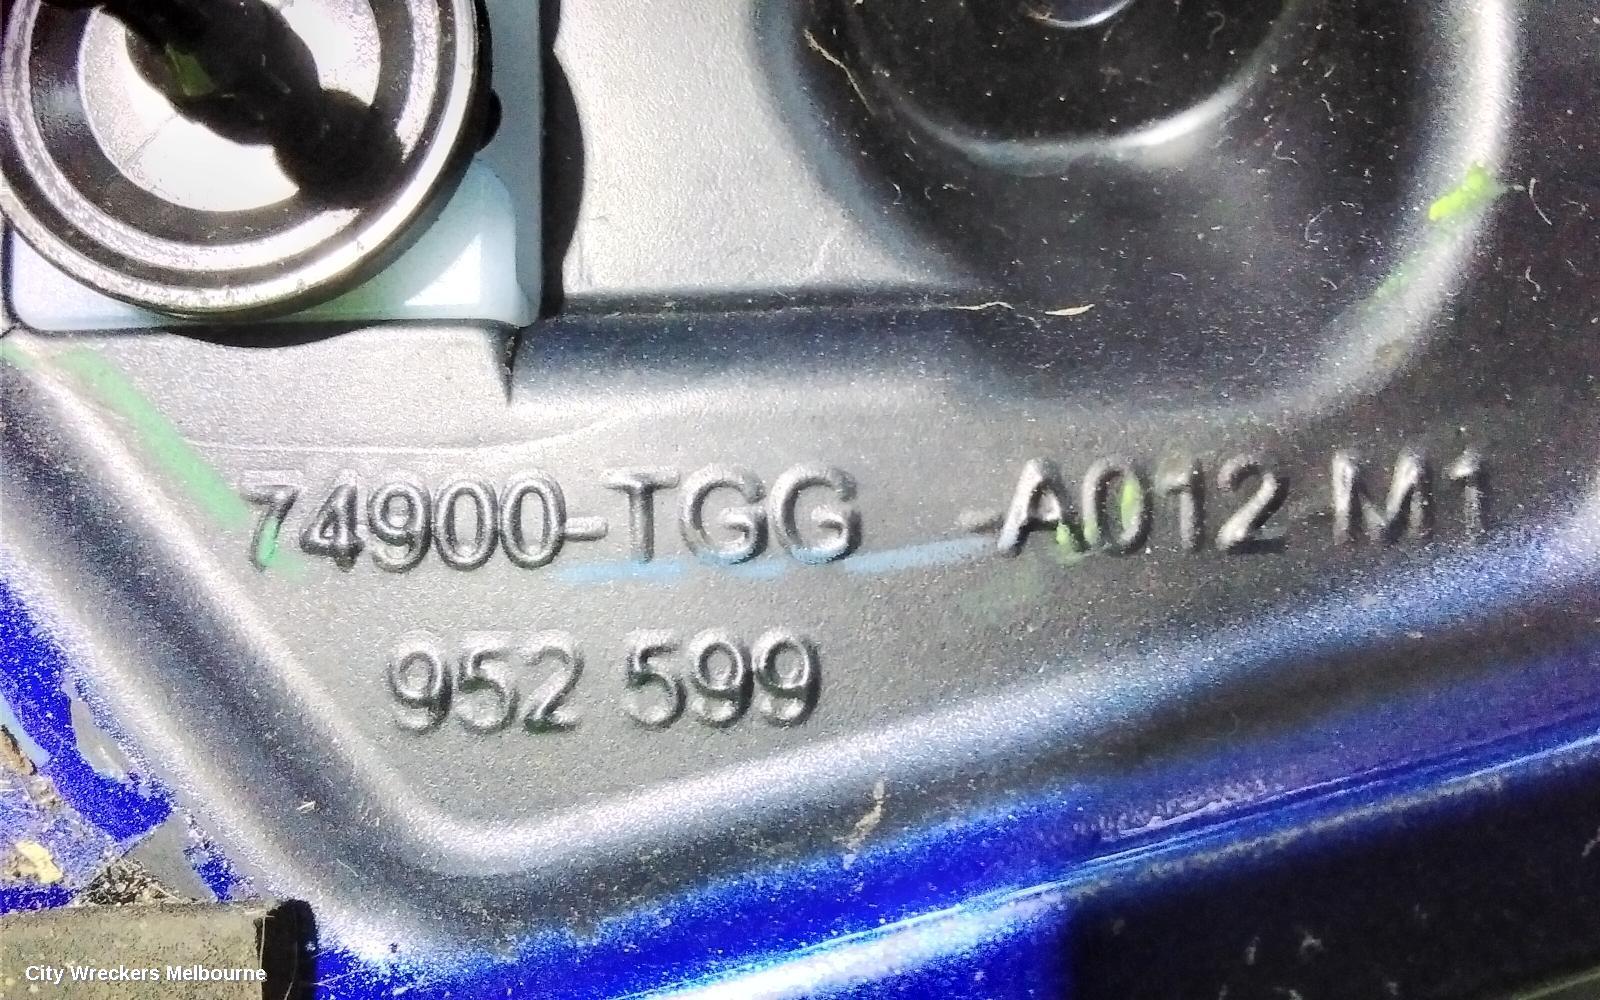 74900-TGG -A012 M1
952 599
City Wreckers Melbourne